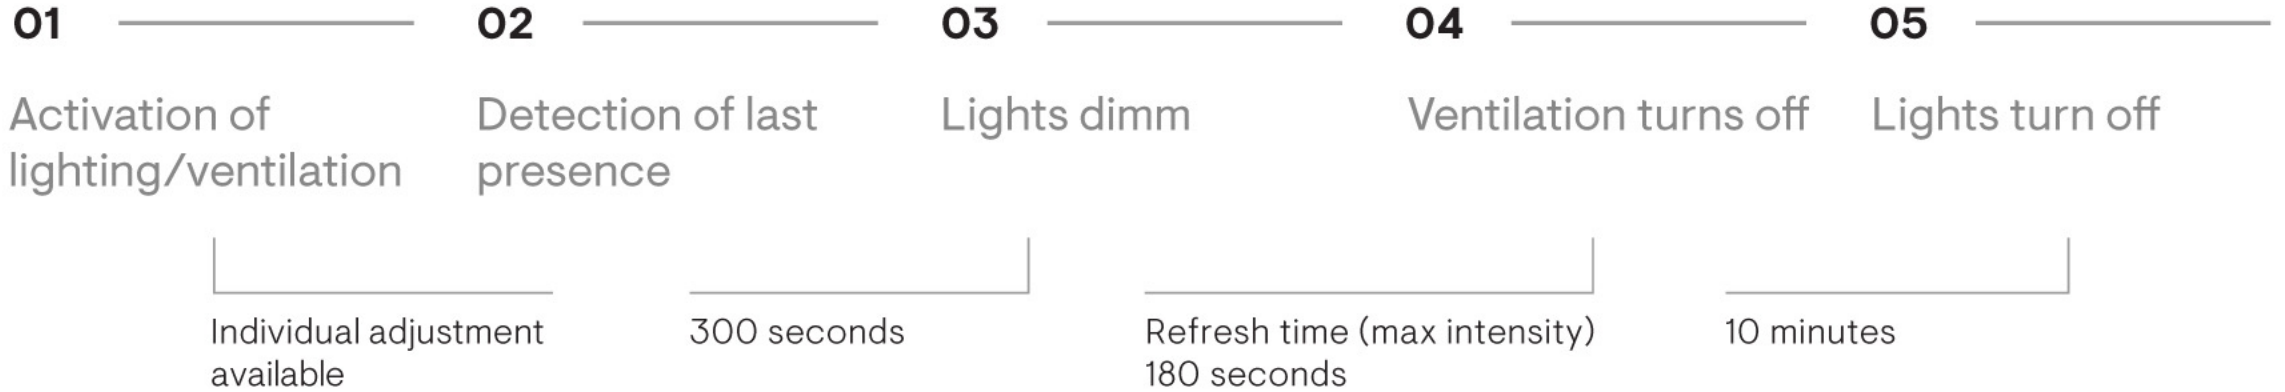 01
Activation of
lighting/ventilation
Individual adjustment
available
02
Detection of last
presence
300 seconds
03
Lights dimm
Refresh time (max intensity)
180 seconds
04
Ventilation turns off
10 minutes
05
Lights turn off